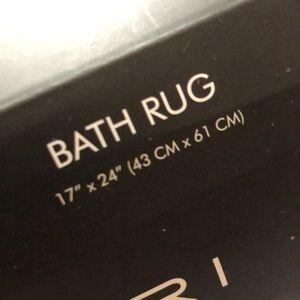 BATH RUG
17" x 24" (43 CM x 61 CM)